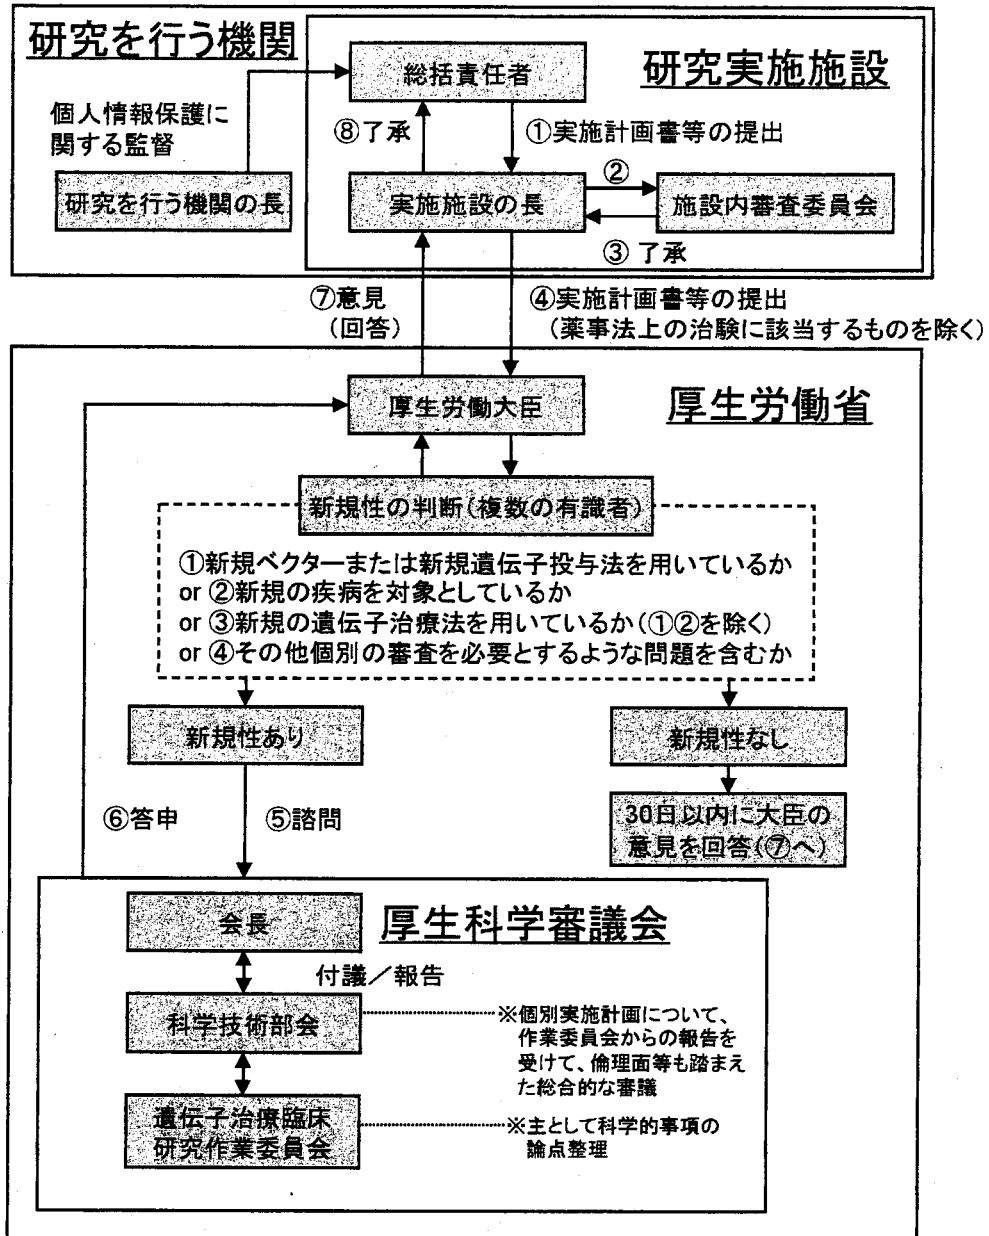 研究を行う機関
研究実施施設
総括責任者
個人情報保護に
関する監督
⑧了承
①実施計画書等の提出
②
研究を行う機関の長
実施施設の長
施設内審査委員会
③了承
⑦意見
(回答)
④実施計画書等の提出
(薬事法上の治験に該当するものを除く)
厚生労働大臣
厚生労働省
新規性の判断(複数の有識者)
①新規ベクターまたは新規遺伝子投与法を用いているか
or ②新規の疾病を対象としているか
or ③新規の遺伝子治療法を用いているか(①②を除く)
or ④その他個別の審査を必要とするような問題を含むか
新規性あり
新規性なし
⑥答申
⑤諮問
30日以内に大臣の
意見を回答(⑦へ)
会長
厚生科学審議会
付議/報告
科学技術部会
※個別実施計画について、
作業委員会からの報告を
受けて、倫理面等も踏まえ
た総合的な審議
遺伝子治療臨床
研究作業委員会
※主として科学的事項の
論点整理